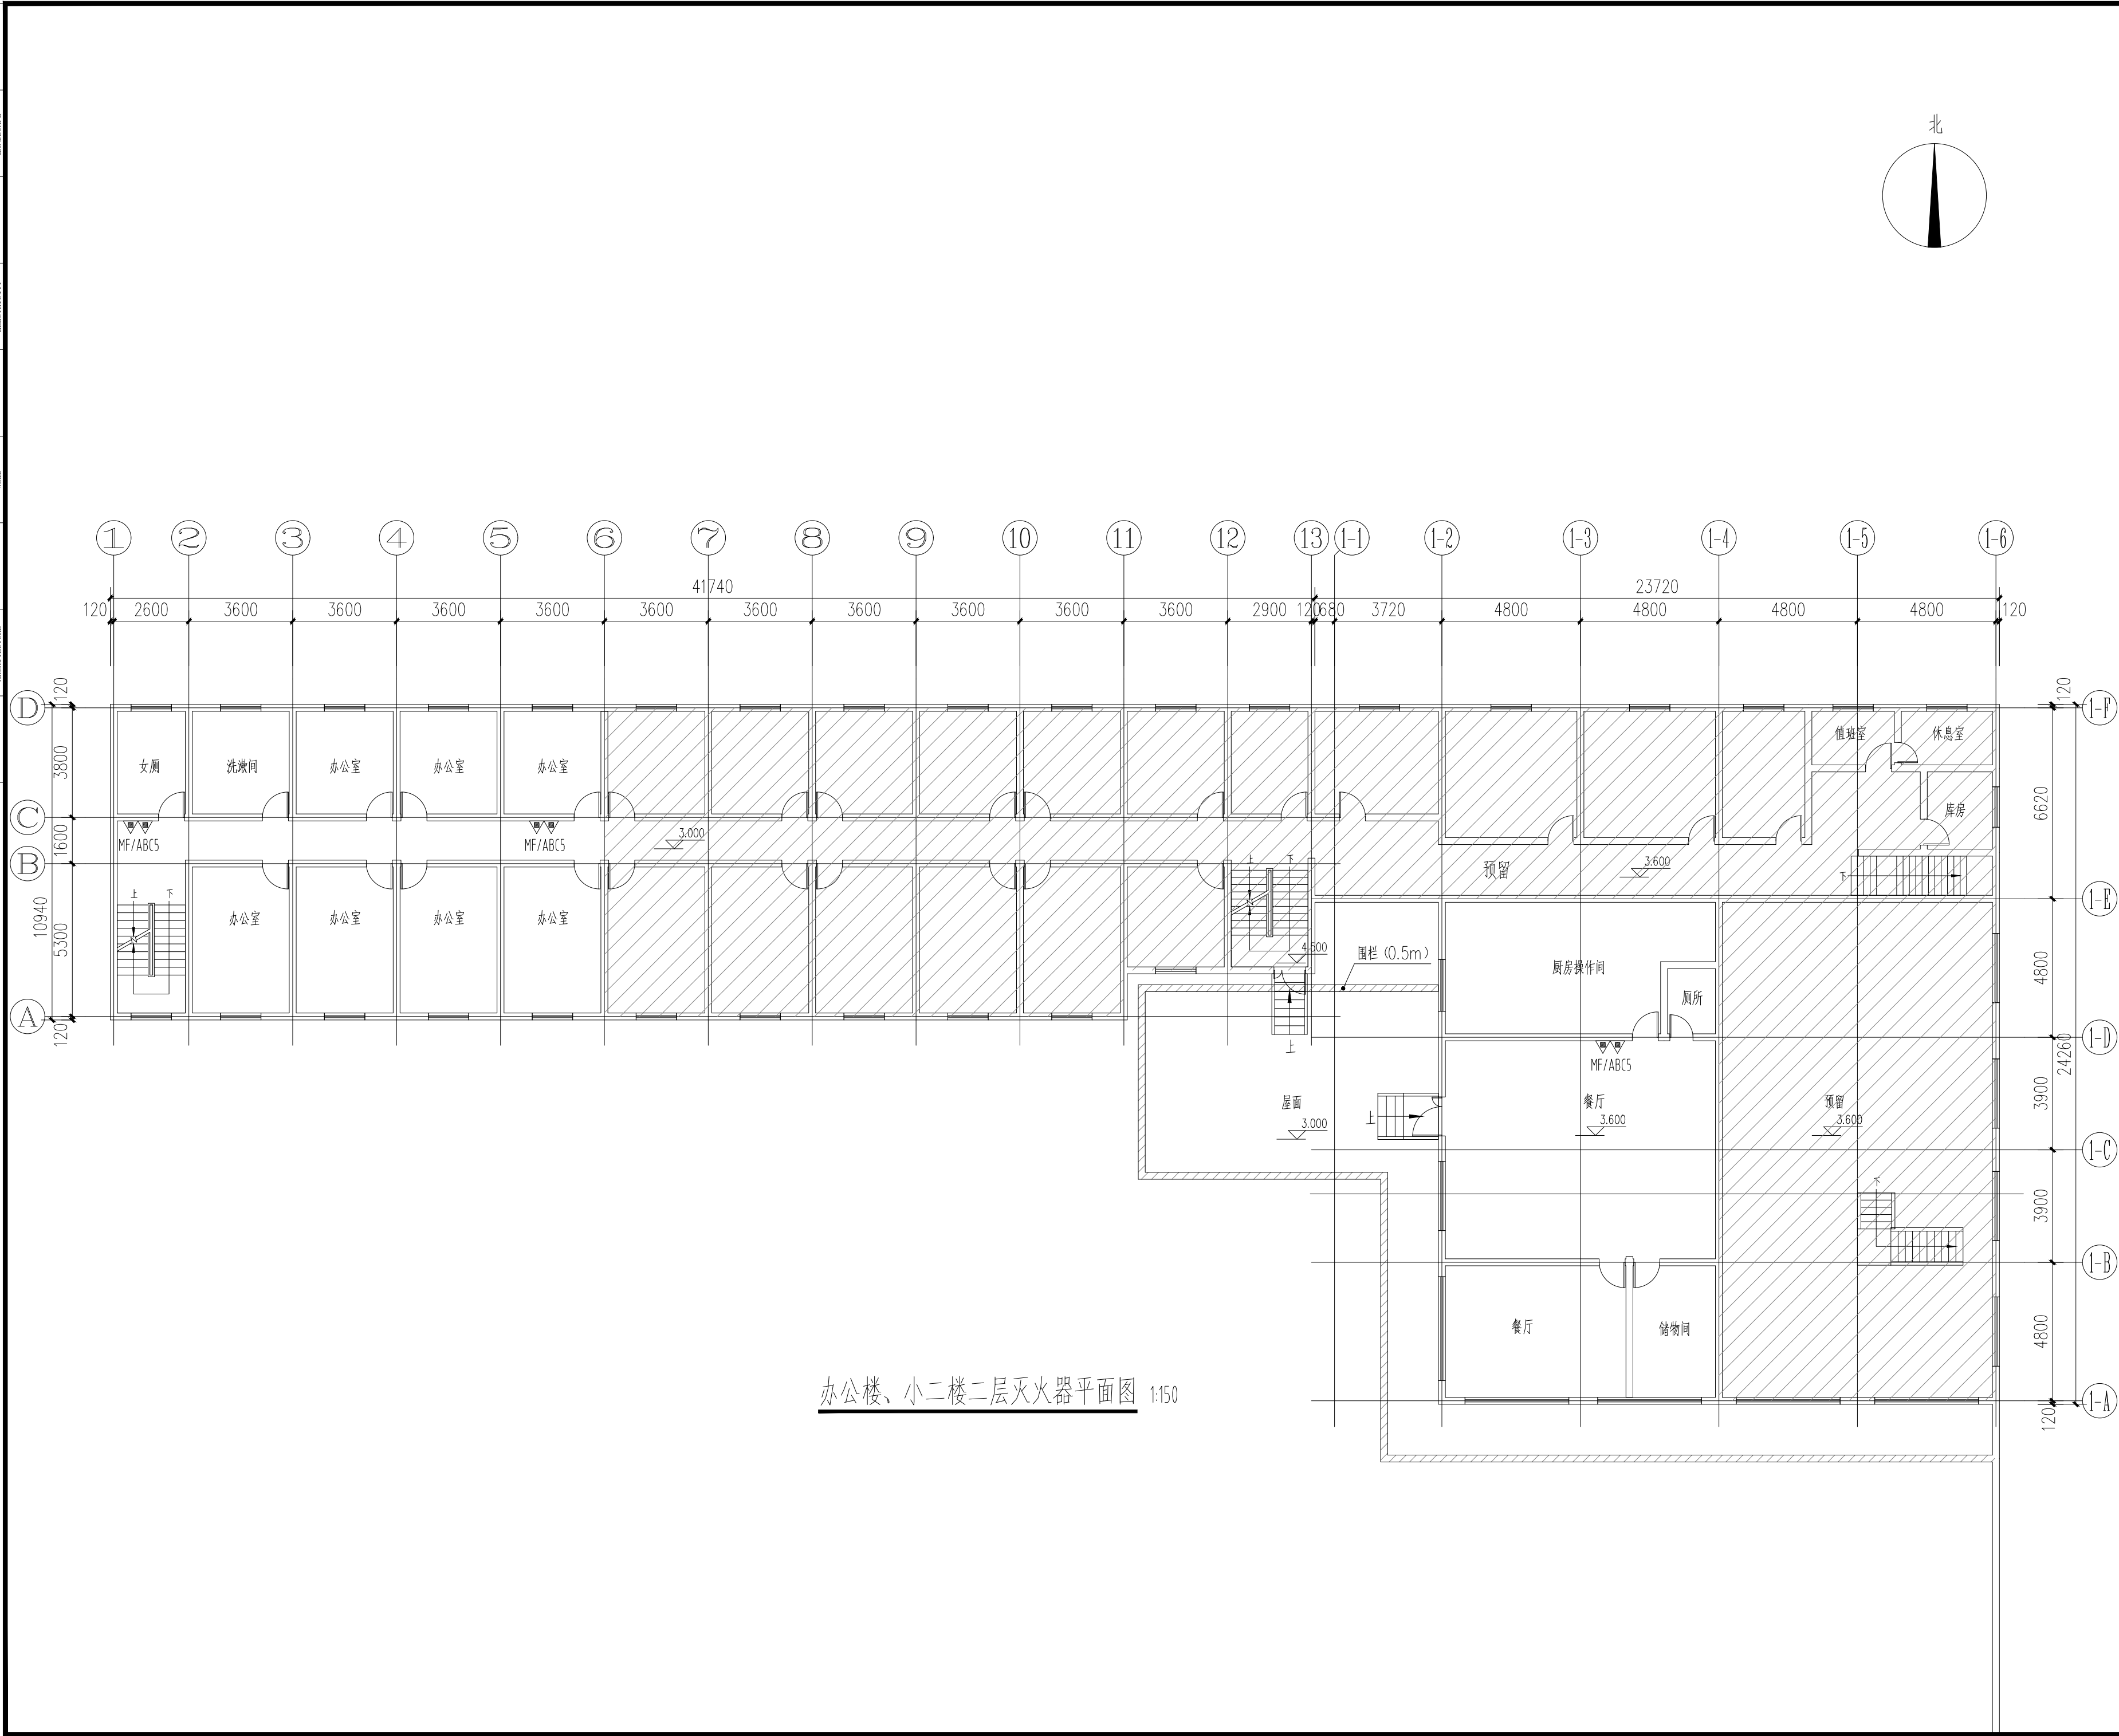 北
1 2 3 4 5 6 7 8 9 10 11 12 13 1-1 1-2 1-3 1-4 1-5 1-6
41740 23720
120 2600 3600 3600 3600 3600 3600 3600 3600 3600 3600 3600 2900 120 680 3720 4800 4800 4800 4800 120
D
120
120
1-F
值班室 休息室
3800
女厕 洗漱间 办公室 办公室 办公室
6620
库房
C
1600
MF/ABC5 MF/ABC5
3.000
上 下
B
预留
3.600
下
上 下
1-E
10940
5300
办公室 办公室 办公室 办公室
4.500
围栏（0.5m）
厨房操作间
厕所
4800
A
120
上
1-D
24260
MF/ABC5
屋面
3.000
上
餐厅
3.600
预留
3.600
3900
1-C
下
3900
1-B
餐厅 储物间
4800
1-A
120
办公楼、小二楼二层灭火器平面图 1:150